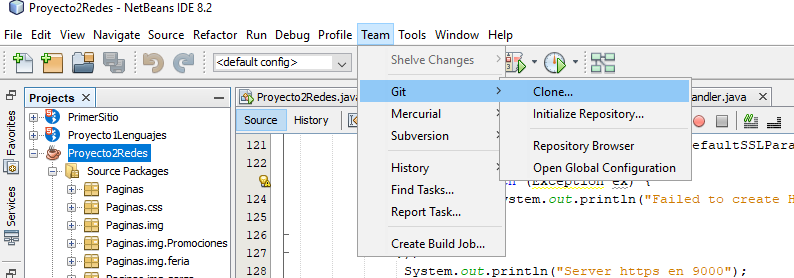 Proyecto2Redes - NetBeans IDE 8.2
File Edit View Navigate Source Refactor Run Debug Profile Team Tools Window Help
<default config>
Shelve Changes
Git
Clone...
Mercurial
Initialize Repository...
Subversion
Repository Browser
History
Open Global Configuration
Find Tasks...
Report Task...
Create Build Job...
Favorites
Services
Projects
PrimerSitio
Proyecto1Lenguajes
Proyecto2Redes
Source Packages
Paginas
Paginas.css
Paginas.img
Paginas.img.Promociones
Paginas.img.feria
Proyecto2Redes.java
andler.java
Source History
121 efaultSSLPara
122
(Exception ex) {
124 ystem.out.println("Failed to create H
125
126
127
128 System.out.println("Server https en 9000");